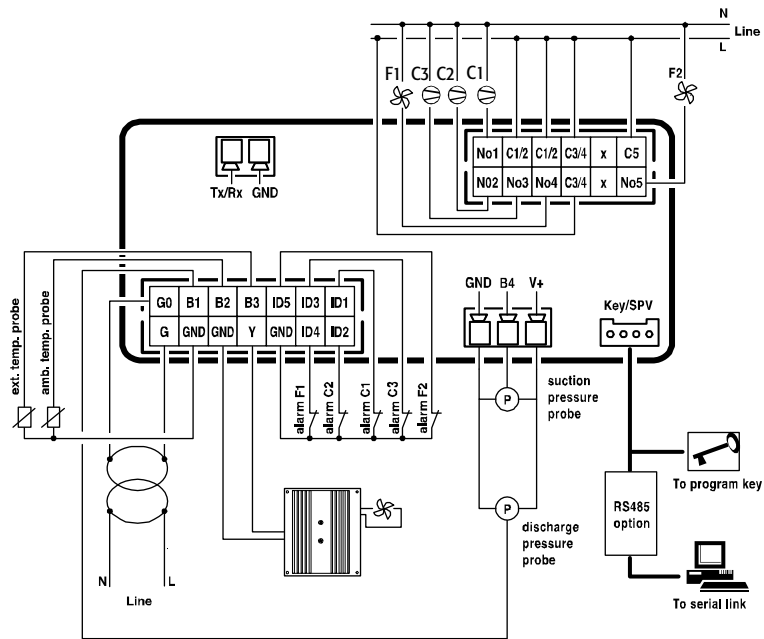 N
Line
L
F1 C3 C2 C1
F2
No1 C1/2 C1/2 C3/4 x C5
N02 No3 No4 C3/4 x No5
Tx/Rx GND
G0 B1 B2 B3 ID5 ID3 ID1
G GND GND Y GND ID4 ID2
GND B4 V+
Key/SPV
ext. temp. probe
amb. temp. probe
alarm F1
alarm C2
alarm C1
alarm C3
alarm F2
P
suction
pressure
probe
To program key
RS485
option
P
discharge
pressure
probe
N L
Line
To serial link